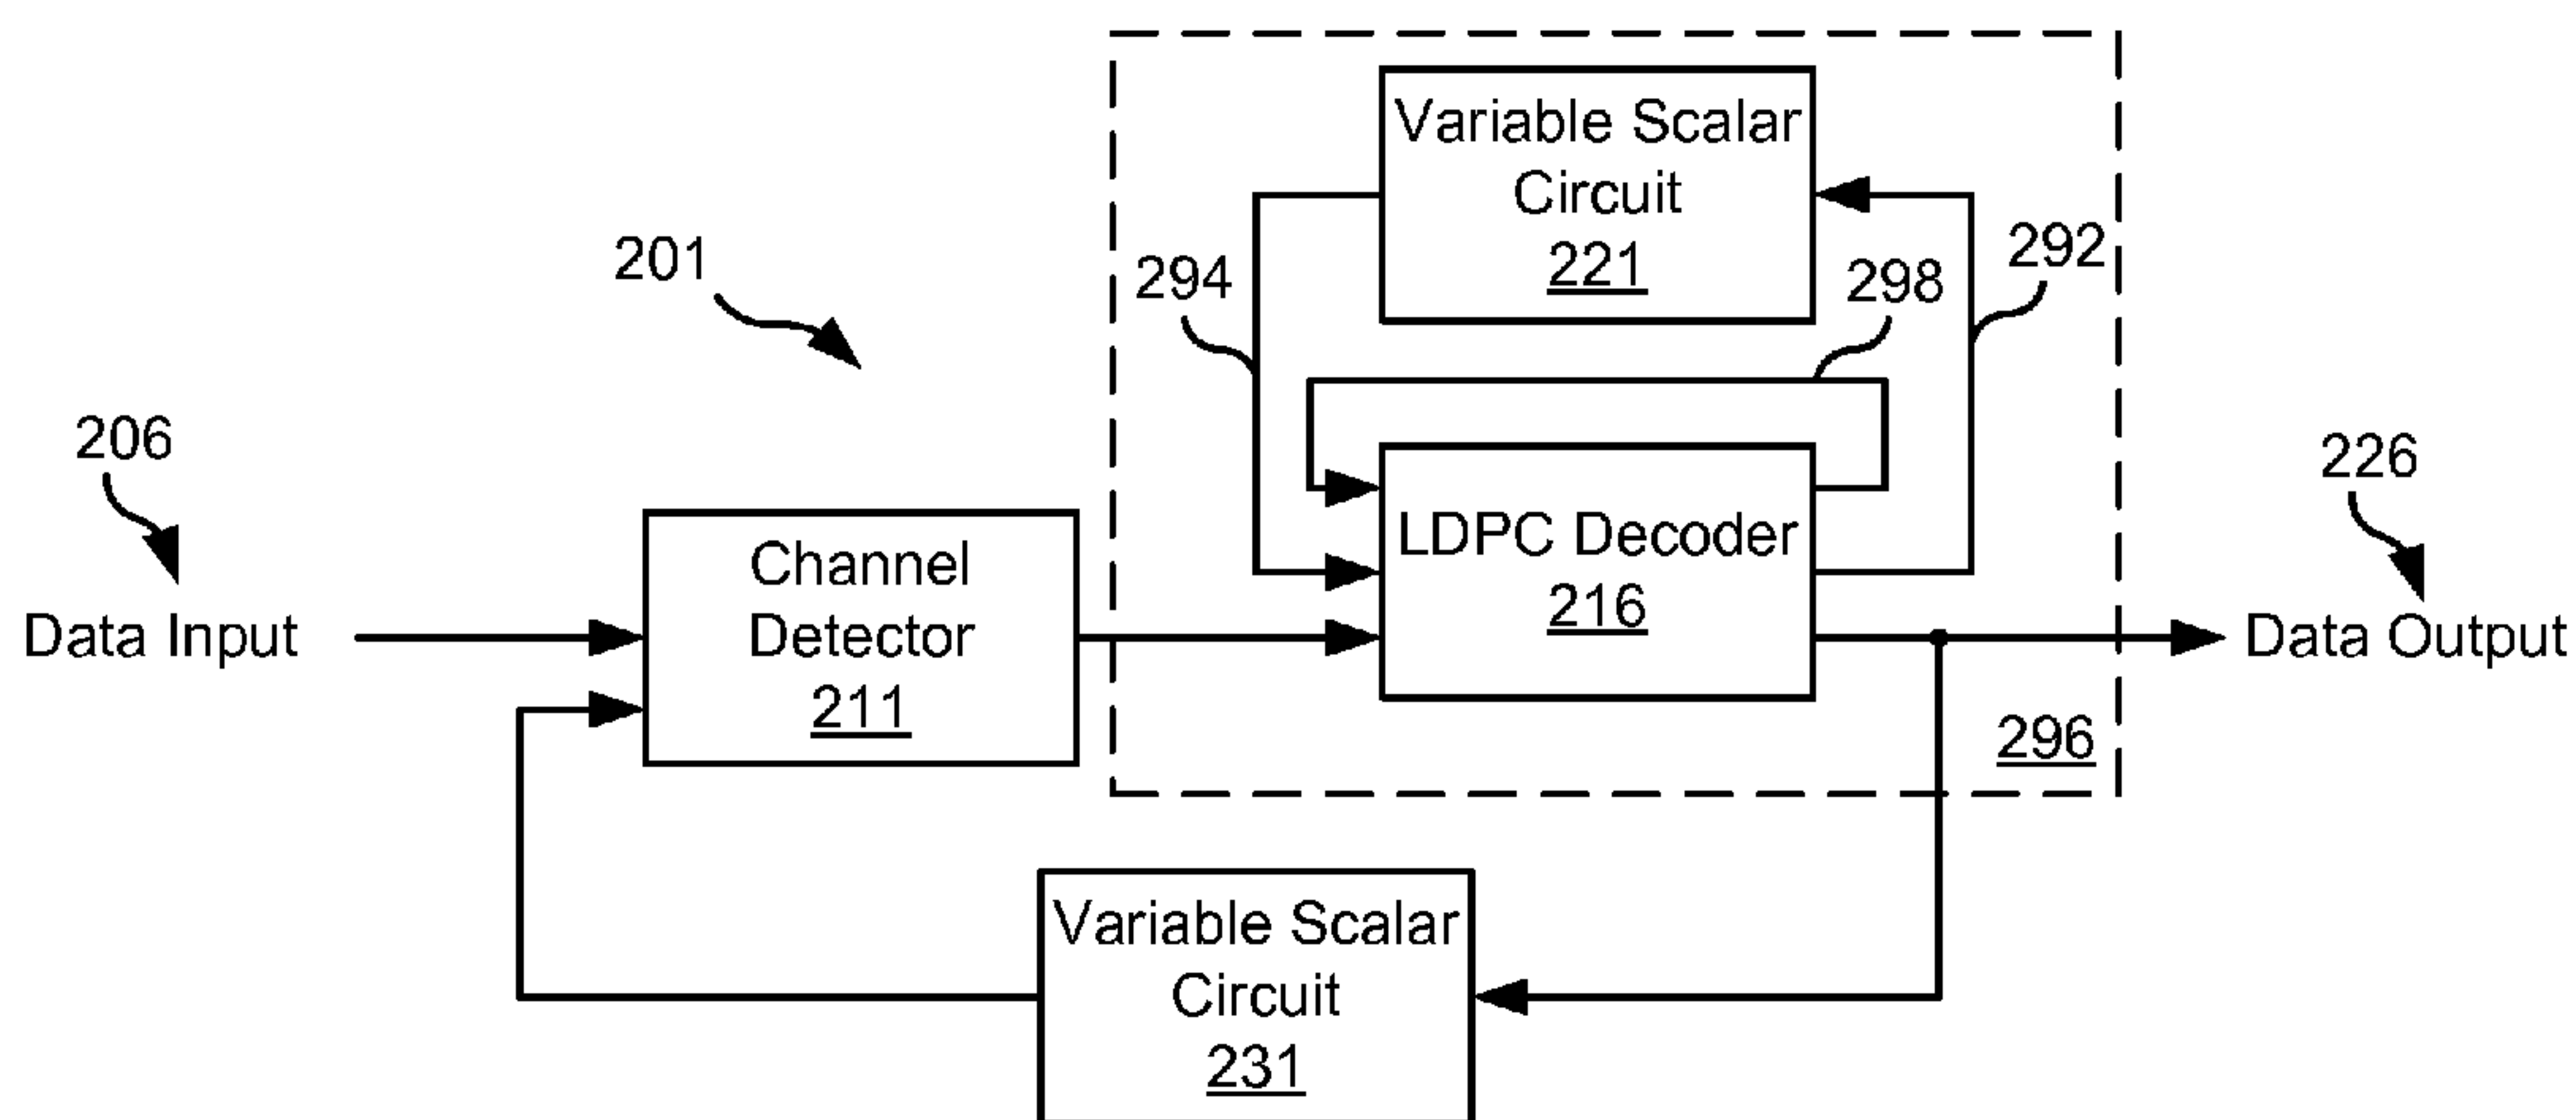 Variable Scalar
Circuit
221
201
294
298
292
206
226
Channel
Detector
211
LDPC Decoder
216
Data Input
Data Output
296
Variable Scalar
Circuit
231